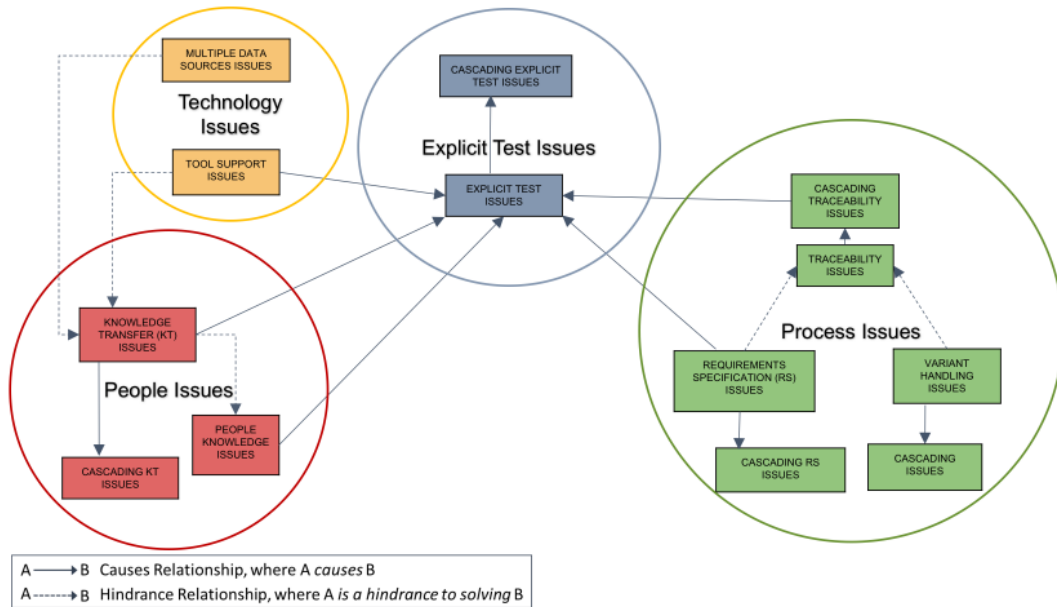 MULTIPLE DATA
SOURCES ISSUES
Technology
Issues
TOOL SUPPORT
ISSUES
CASCADING EXPLICIT
TEST ISSUES
Explicit Test Issues
EXPLICIT TEST
ISSUES
CASCADING
TRACEABILITY
ISSUES
TRACEABILITY
ISSUES
Process Issues
REQUIREMENTS
SPECIFICATION (RS)
ISSUES
VARIANT
HANDLING
ISSUES
CASCADING RS
ISSUES
CASCADING
ISSUES
KNOWLEDGE
TRANSFER (KT)
ISSUES
People Issues
PEOPLE
KNOWLEDGE
ISSUES
CASCADING KT
ISSUES
A B Causes Relationship, where A causes B
A B Hindrance Relationship, where A is a hindrance to solving B